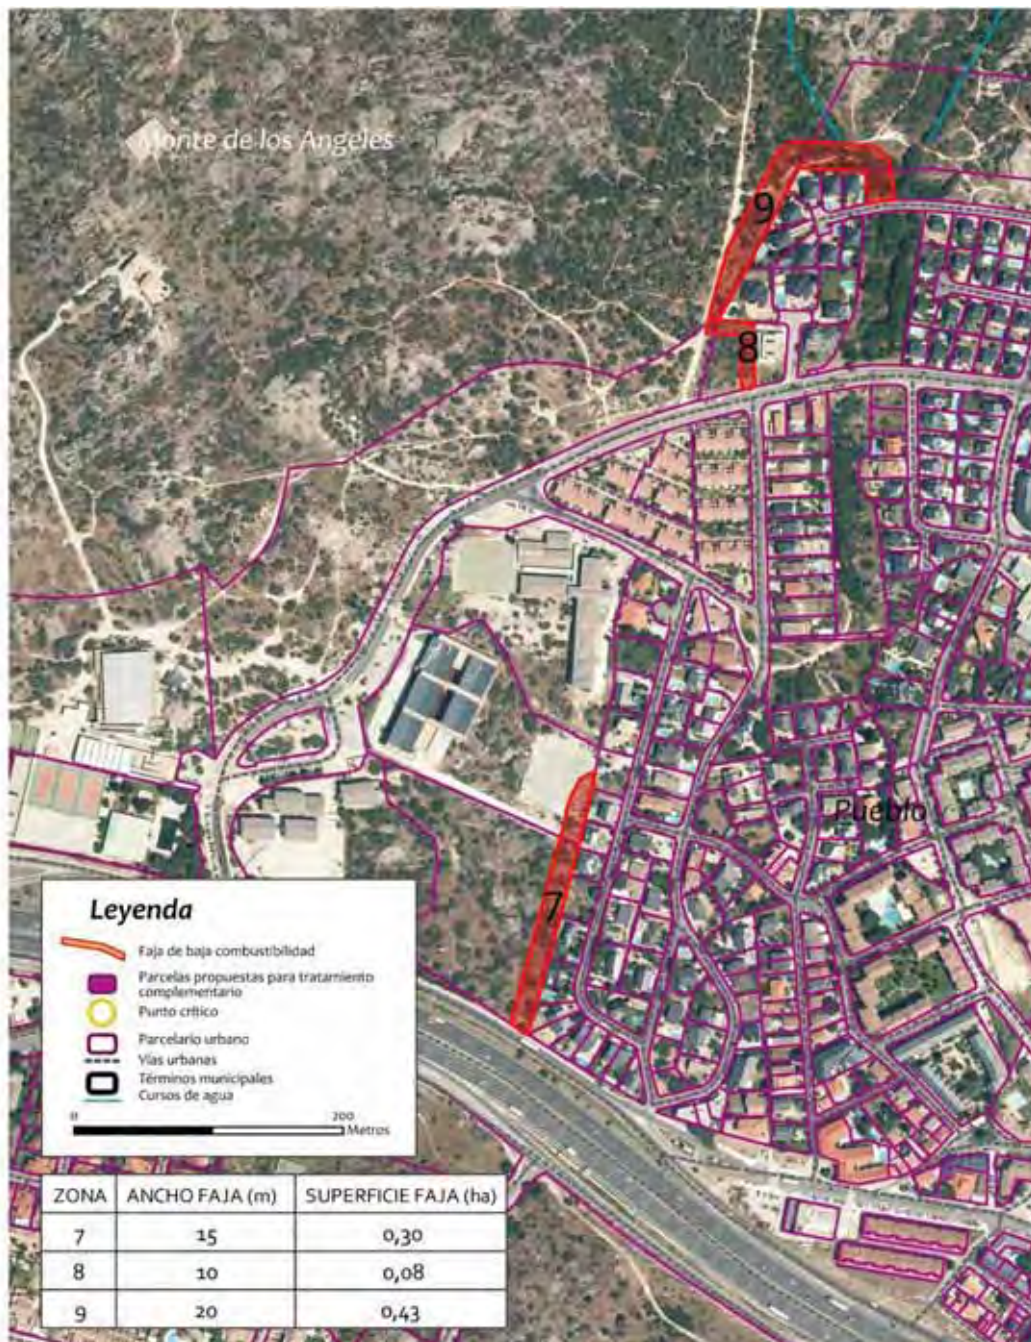 Monte de los Angeles
9
8
Pueblo
7
Leyenda
Faja de baja combustibilidad
Parcelas propuestas para tratamiento
complementario
Punto crítico
Parcelario urbano
Vías urbanas
Términos municipales
Cursos de agua
0 200
Metros
ZONA ANCHO FAJA (m) SUPERFICIE FAJA (ha)
7 15 0,30
8 10 0,08
9 20 0,43